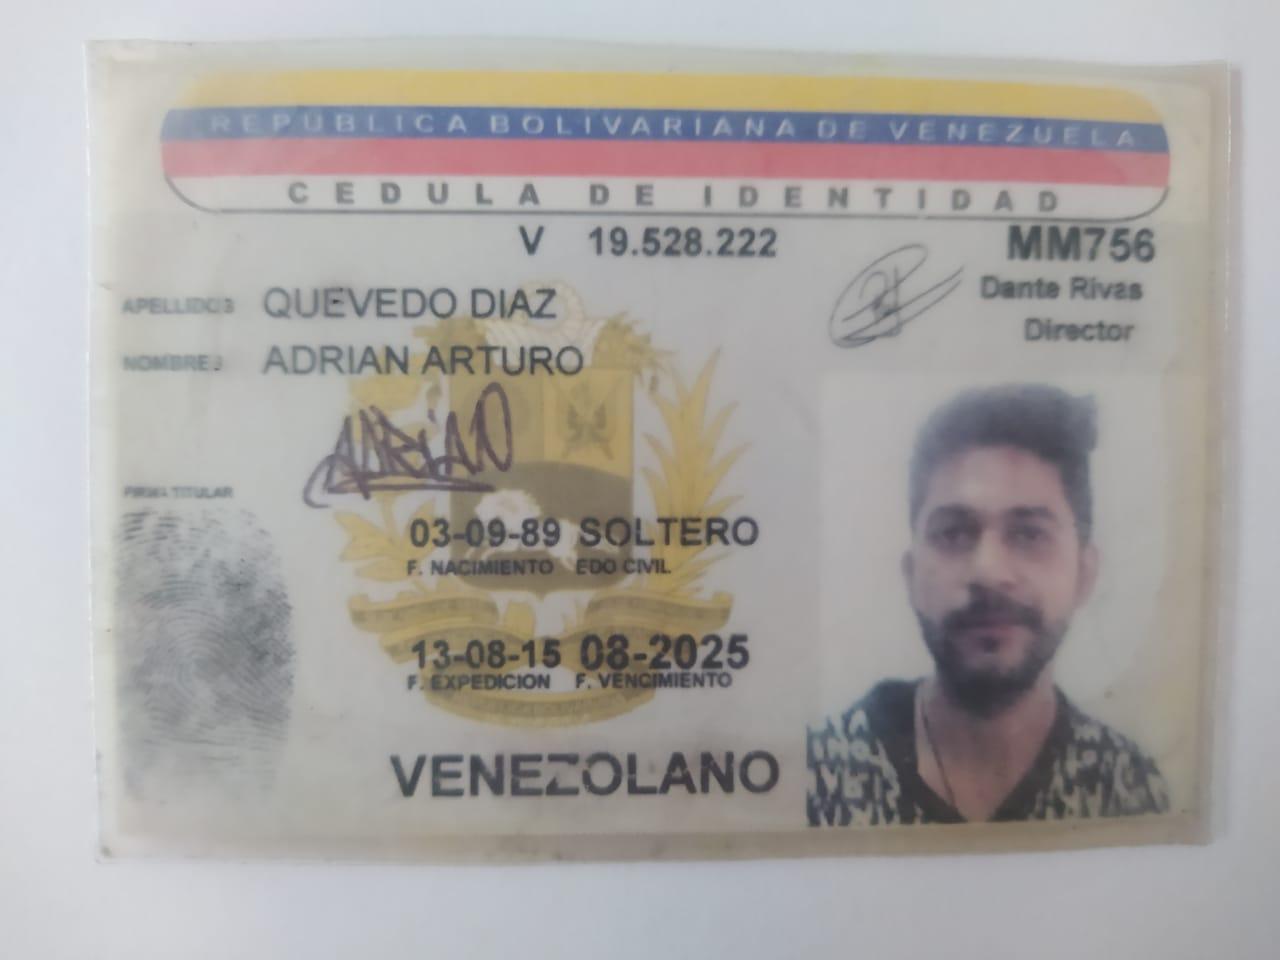 REPUBLICA BOLIVARIANA DE VENEZUELA
CEDULA DE IDENTIDAD
V 19.528.222
MM756
Dante Rivas
Director
APELLIDOS QUEVEDO DIAZ
NOMBRES ADRIAN ARTURO
ADRIAN
FIRMA TITULAR
03-09-89 SOLTERO
F. NACIMIENTO EDO CIVIL
13-08-15 08-2025
F. EXPEDICION F. VENCIMIENTO
VENEZOLANO